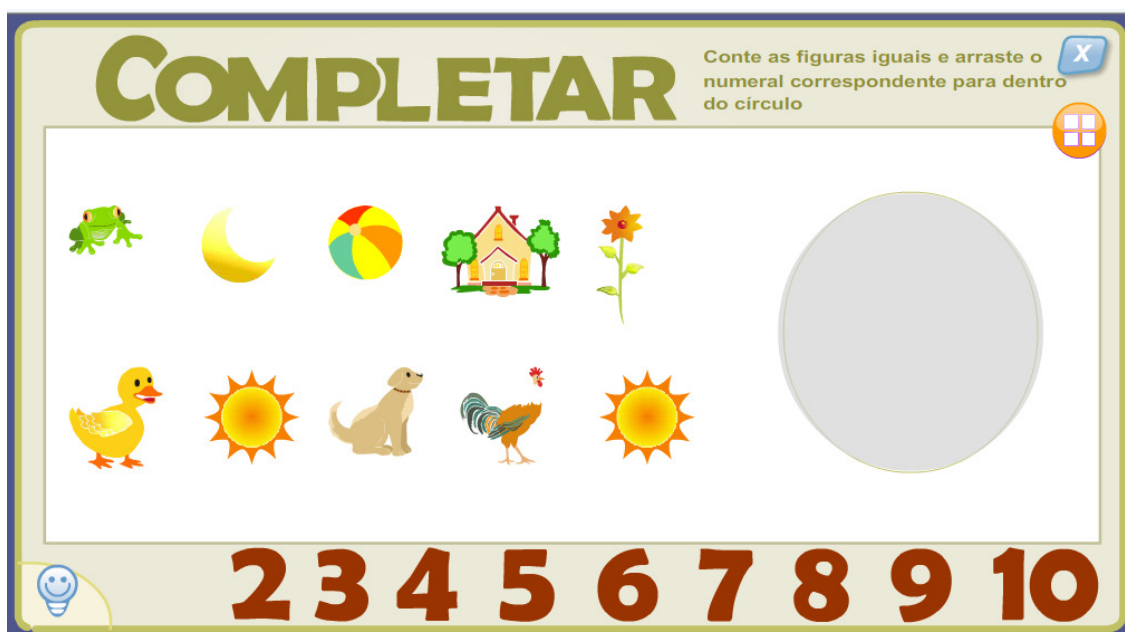 COMPLETAR
Conte as figuras iguais e arraste o
numeral correspondente para dentro
do círculo
X
2 3 4 5 6 7 8 9 10